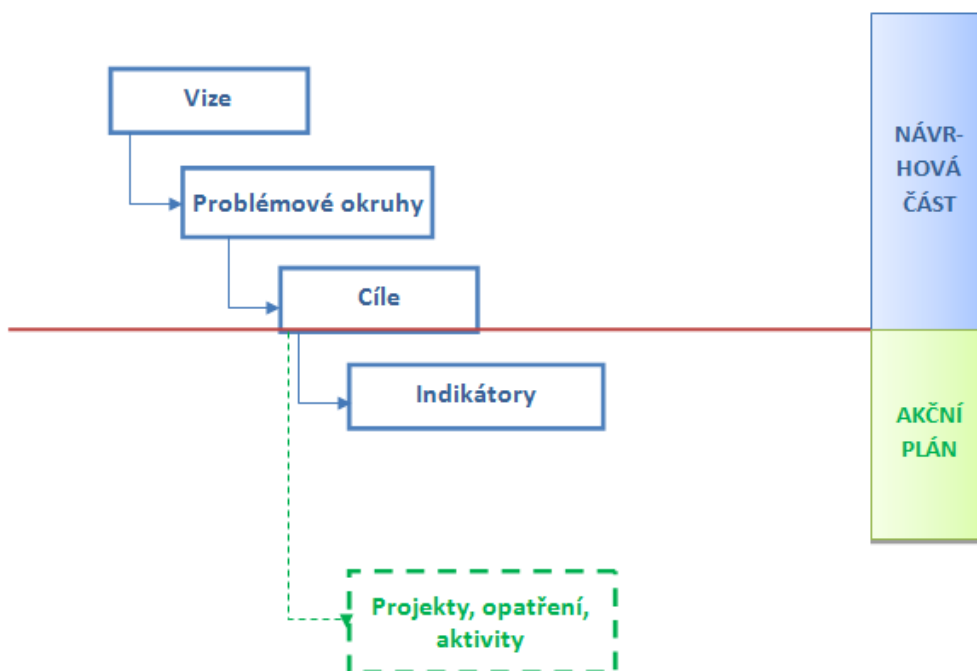 Vize
NÁVR-
HOVÁ
ČÁST
Problémové okruhy
Cíle
Indikátory
AKČNÍ
PLÁN
Projekty, opatření,
aktivity